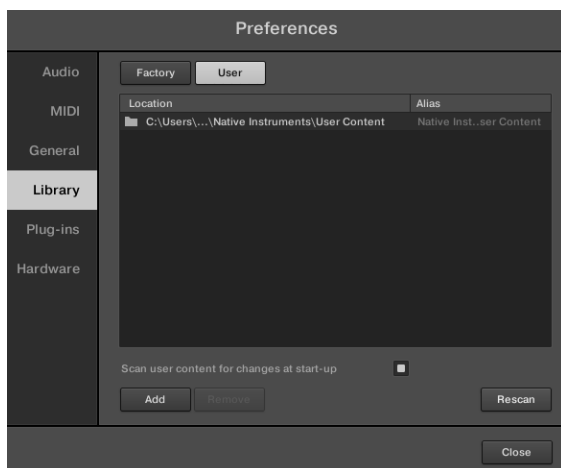 Preferences
Audio
MIDI
General
Library
Plug-ins
Hardware
Factory User
Location Alias
C:\Users\...\Native Instruments\User Content Native Inst..ser Content
Scan user content for changes at start-up
Add Remove Rescan
Close